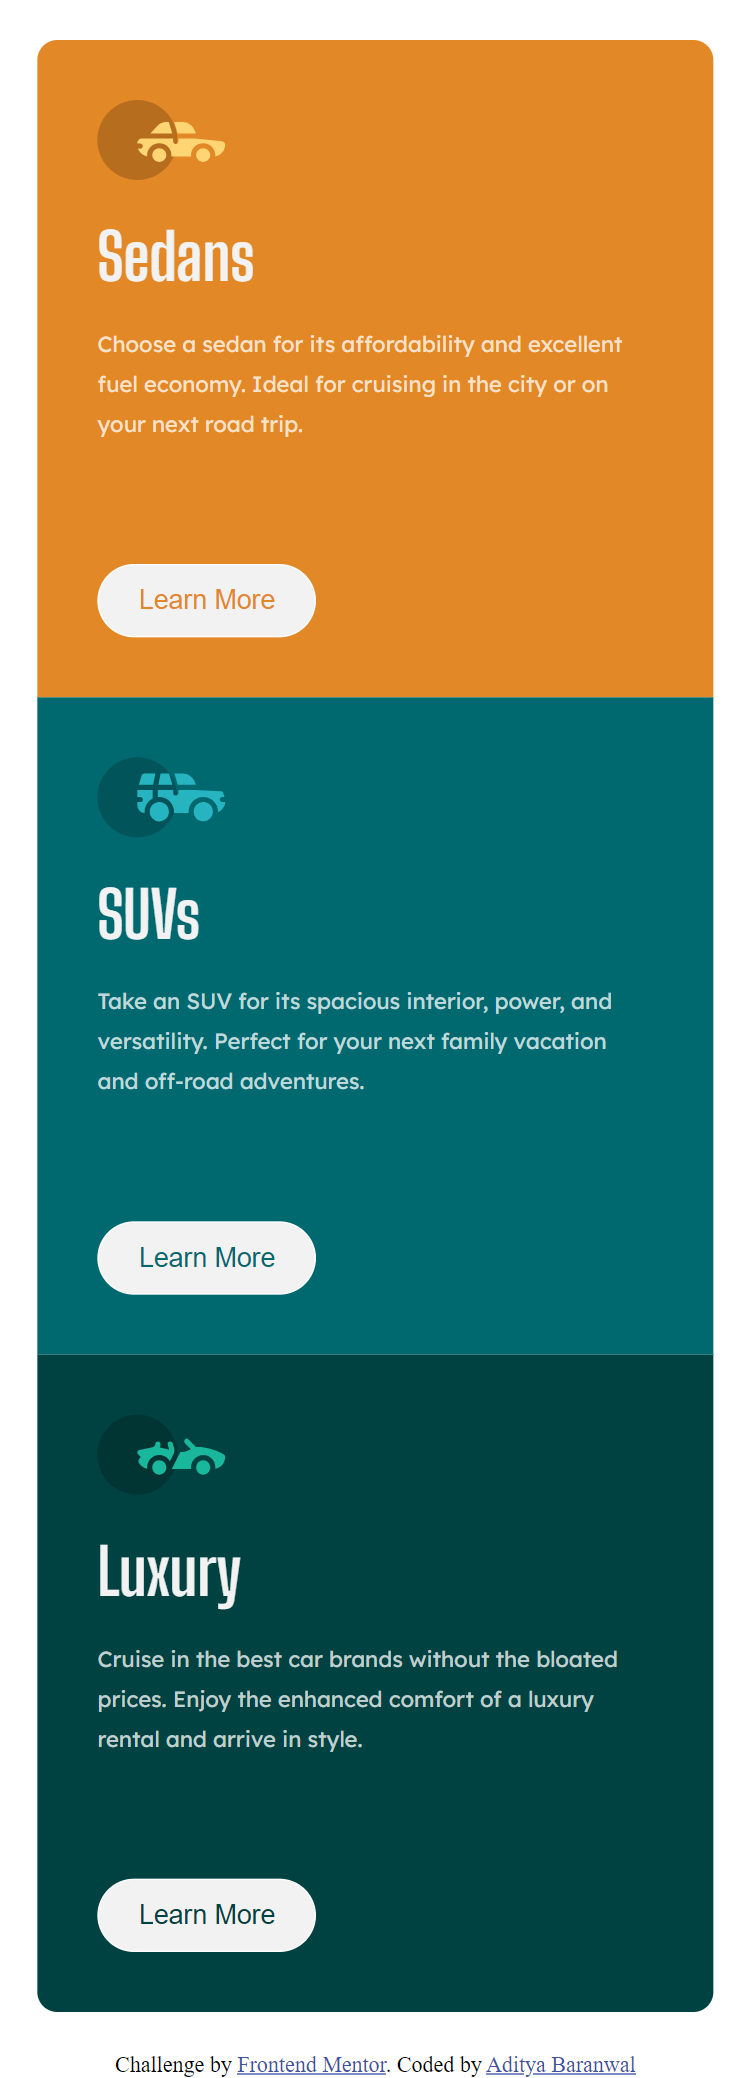 Sedans
Choose a sedan for its affordability and excellent
fuel economy. Ideal for cruising in the city or on
your next road trip.
Learn More
SUVs
Take an SUV for its spacious interior, power, and
versatility. Perfect for your next family vacation
and off-road adventures.
Learn More
Luxury
Cruise in the best car brands without the bloated
prices. Enjoy the enhanced comfort of a luxury
rental and arrive in style.
Learn More
Challenge by Frontend Mentor. Coded by Aditya Baranwal